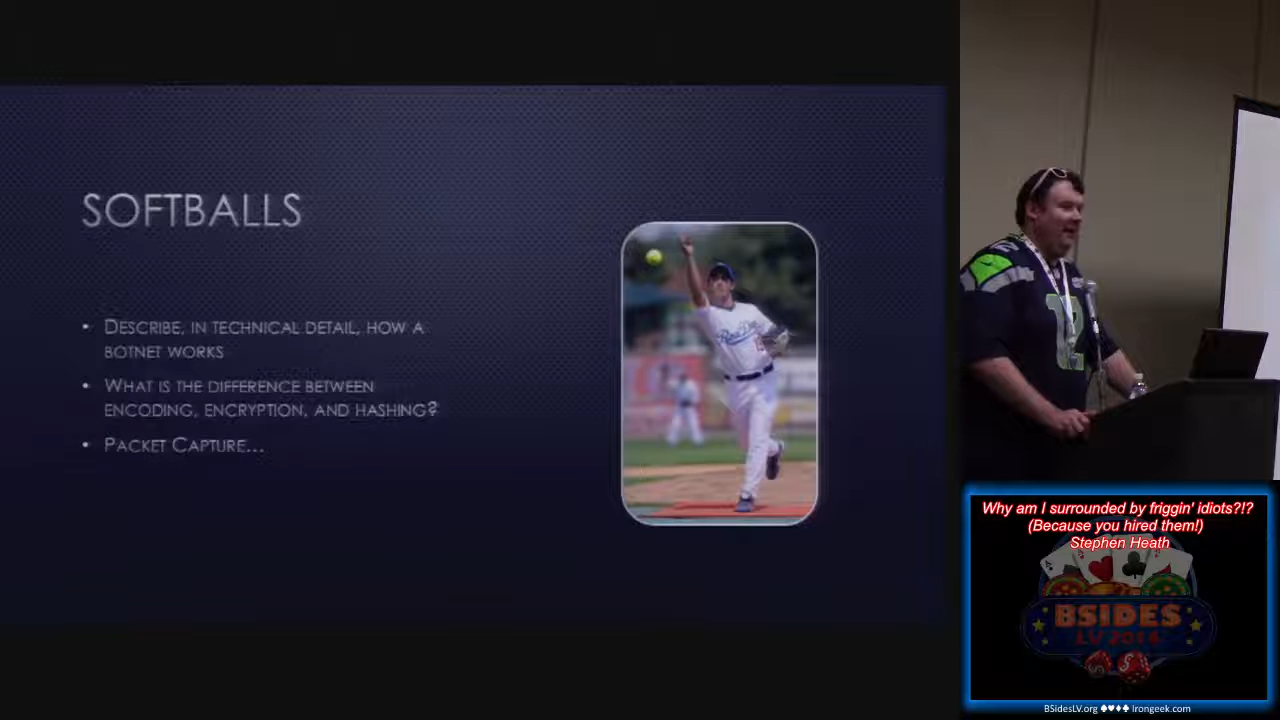 SOFTBALLS
• DESCRIBE, IN TECHNICAL DETAIL, HOW A
BOTNET WORKS
• WHAT IS THE DIFFERENCE BETWEEN
ENCODING, ENCRYPTION, AND HASHING?
• PACKET CAPTURE...
12
Why am I surrounded by friggin' idiots?!?
(Because you hired them!)
Stephen Heath
BSIDES
LV 2014
BSidesLV.org ♠♥♦♣ Irongeek.com